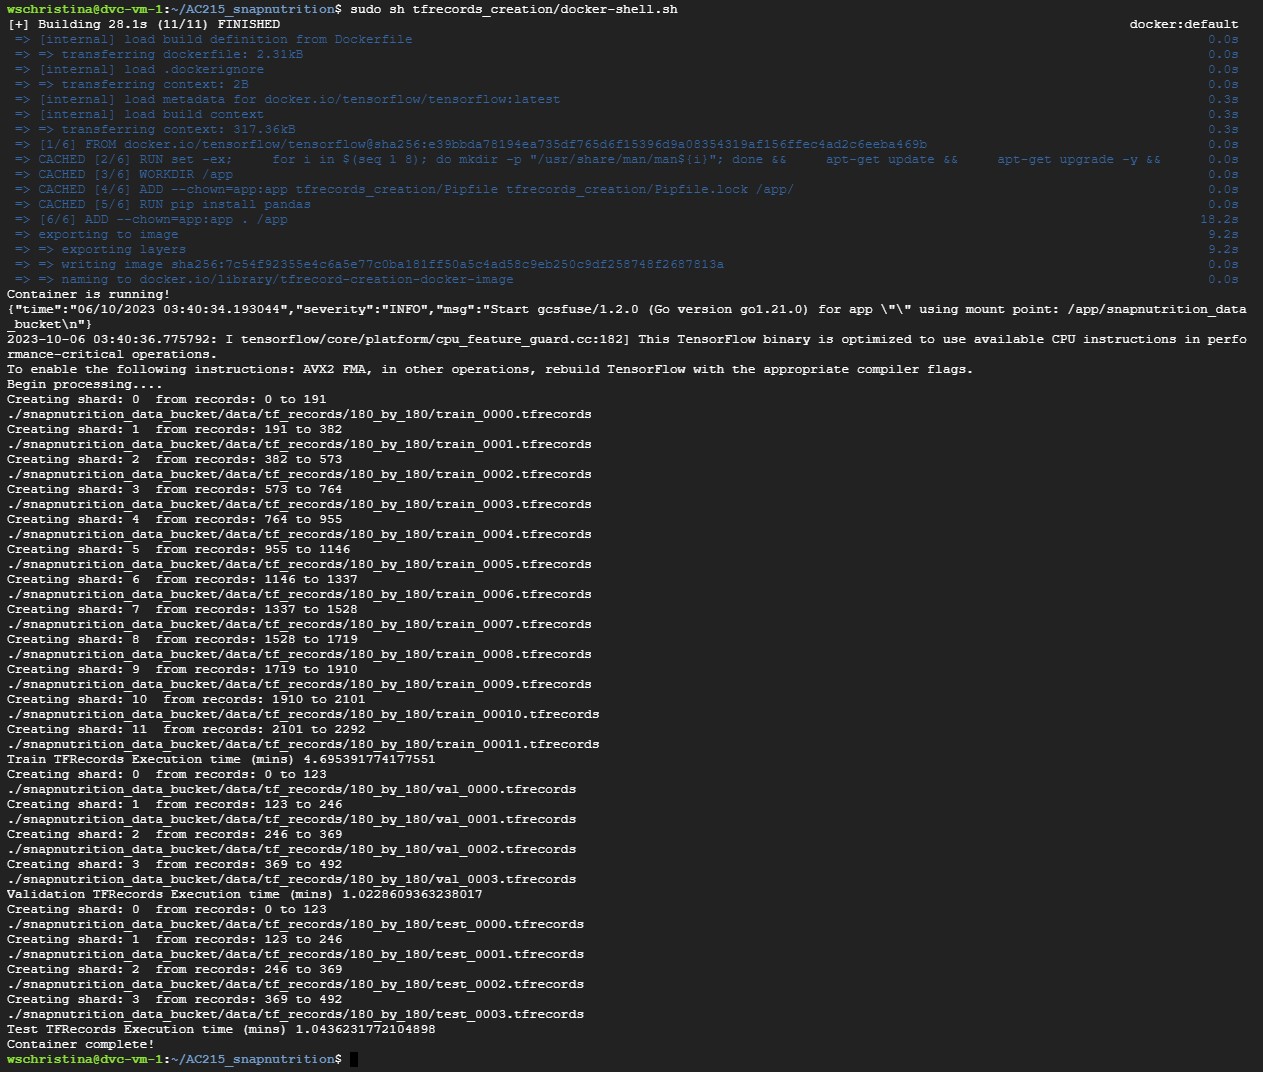 wschristina@dvc-vm-1:~/AC215_snapnutrition$ sudo sh tfrecords_creation/docker-shell.sh
[+] Building 28.1s (11/11) FINISHED docker:default
=> [internal] load build definition from Dockerfile 0.0s
=> => transferring dockerfile: 2.31kB 0.0s
=> [internal] load .dockerignore 0.0s
=> => transferring context: 2B 0.0s
=> [internal] load metadata for docker.io/tensorflow/tensorflow:latest 0.3s
=> [internal] load build context 0.3s
=> => transferring context: 317.36kB 0.3s
=> [1/6] FROM docker.io/tensorflow/tensorflow@sha256:e39bbda78194ea735df765d6f15396d9a08354319af156ffec4ad2c6eeba469b 0.0s
=> CACHED [2/6] RUN set -ex; for i in $(seq 1 8); do mkdir -p "/usr/share/man/man${i}"; done && apt-get update && apt-get upgrade -y && 0.0s
=> CACHED [3/6] WORKDIR /app 0.0s
=> CACHED [4/6] ADD --chown=app:app tfrecords_creation/Pipfile tfrecords_creation/Pipfile.lock /app/ 0.0s
=> CACHED [5/6] RUN pip install pandas 0.0s
=> [6/6] ADD --chown=app:app . /app 18.2s
=> exporting to image 9.2s
=> => exporting layers 9.2s
=> => writing image sha256:7c54f92355e4c6a5e77c0ba181ff50a5c4ad58c9eb250c9df258748f2687813a 0.0s
=> => naming to docker.io/library/tfrecord-creation-docker-image 0.0s
Container is running!
{"time":"06/10/2023 03:40:34.193044","severity":"INFO","msg":"Start gcsfuse/1.2.0 (Go version go1.21.0) for app \"\" using mount point: /app/snapnutrition_data
_bucket\n"}
2023-10-06 03:40:36.775792: I tensorflow/core/platform/cpu_feature_guard.cc:182] This TensorFlow binary is optimized to use available CPU instructions in perfo
rmance-critical operations.
To enable the following instructions: AVX2 FMA, in other operations, rebuild TensorFlow with the appropriate compiler flags.
Begin processing....
Creating shard: 0  from records: 0 to 191
./snapnutrition_data_bucket/data/tf_records/180_by_180/train_0000.tfrecords
Creating shard: 1  from records: 191 to 382
./snapnutrition_data_bucket/data/tf_records/180_by_180/train_0001.tfrecords
Creating shard: 2  from records: 382 to 573
./snapnutrition_data_bucket/data/tf_records/180_by_180/train_0002.tfrecords
Creating shard: 3  from records: 573 to 764
./snapnutrition_data_bucket/data/tf_records/180_by_180/train_0003.tfrecords
Creating shard: 4  from records: 764 to 955
./snapnutrition_data_bucket/data/tf_records/180_by_180/train_0004.tfrecords
Creating shard: 5  from records: 955 to 1146
./snapnutrition_data_bucket/data/tf_records/180_by_180/train_0005.tfrecords
Creating shard: 6  from records: 1146 to 1337
./snapnutrition_data_bucket/data/tf_records/180_by_180/train_0006.tfrecords
Creating shard: 7  from records: 1337 to 1528
./snapnutrition_data_bucket/data/tf_records/180_by_180/train_0007.tfrecords
Creating shard: 8  from records: 1528 to 1719
./snapnutrition_data_bucket/data/tf_records/180_by_180/train_0008.tfrecords
Creating shard: 9  from records: 1719 to 1910
./snapnutrition_data_bucket/data/tf_records/180_by_180/train_0009.tfrecords
Creating shard: 10  from records: 1910 to 2101
./snapnutrition_data_bucket/data/tf_records/180_by_180/train_00010.tfrecords
Creating shard: 11  from records: 2101 to 2292
./snapnutrition_data_bucket/data/tf_records/180_by_180/train_00011.tfrecords
Train TFRecords Execution time (mins) 4.695391774177551
Creating shard: 0  from records: 0 to 123
./snapnutrition_data_bucket/data/tf_records/180_by_180/val_0000.tfrecords
Creating shard: 1  from records: 123 to 246
./snapnutrition_data_bucket/data/tf_records/180_by_180/val_0001.tfrecords
Creating shard: 2  from records: 246 to 369
./snapnutrition_data_bucket/data/tf_records/180_by_180/val_0002.tfrecords
Creating shard: 3  from records: 369 to 492
./snapnutrition_data_bucket/data/tf_records/180_by_180/val_0003.tfrecords
Validation TFRecords Execution time (mins) 1.0228609363238017
Creating shard: 0  from records: 0 to 123
./snapnutrition_data_bucket/data/tf_records/180_by_180/test_0000.tfrecords
Creating shard: 1  from records: 123 to 246
./snapnutrition_data_bucket/data/tf_records/180_by_180/test_0001.tfrecords
Creating shard: 2  from records: 246 to 369
./snapnutrition_data_bucket/data/tf_records/180_by_180/test_0002.tfrecords
Creating shard: 3  from records: 369 to 492
./snapnutrition_data_bucket/data/tf_records/180_by_180/test_0003.tfrecords
Test TFRecords Execution time (mins) 1.0436231772104898
Container complete!
wschristina@dvc-vm-1:~/AC215_snapnutrition$